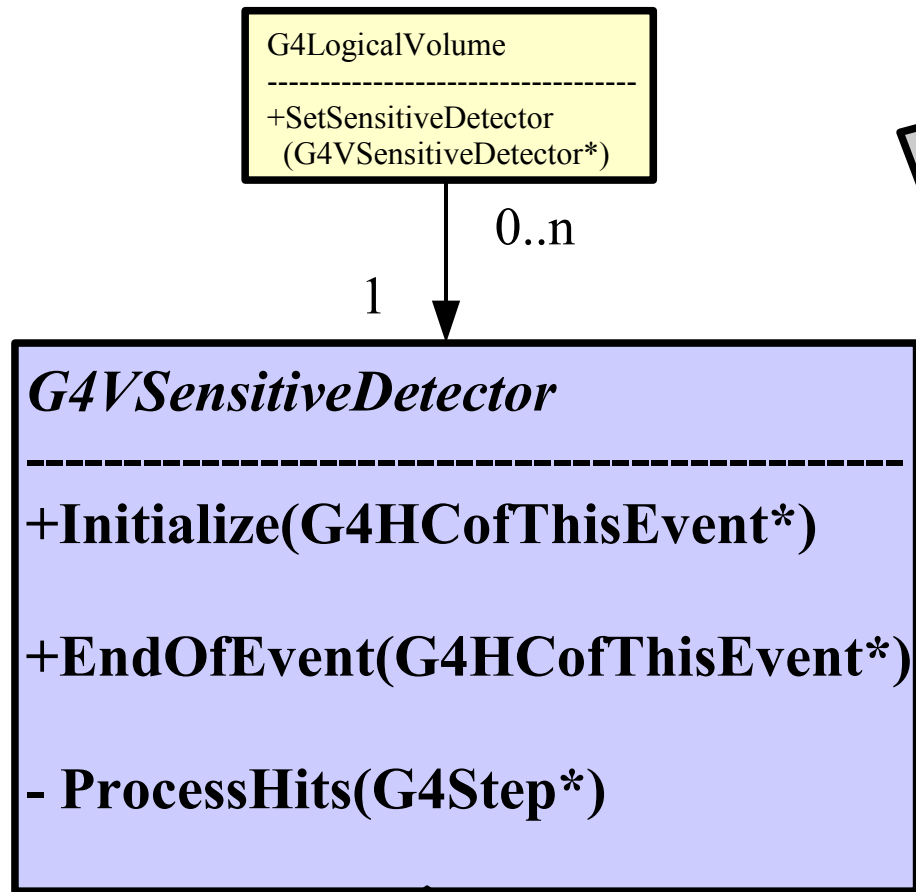 G4LogicalVolume
-----------------------------------
+SetSensitiveDetector
(G4VSensitiveDetector*)
0..n
1
G4VSensitiveDetector
-----------------------------------
+Initialize(G4HCofThisEvent*)
+EndOfEvent(G4HCofThisEvent*)
- ProcessHits(G4Step*)